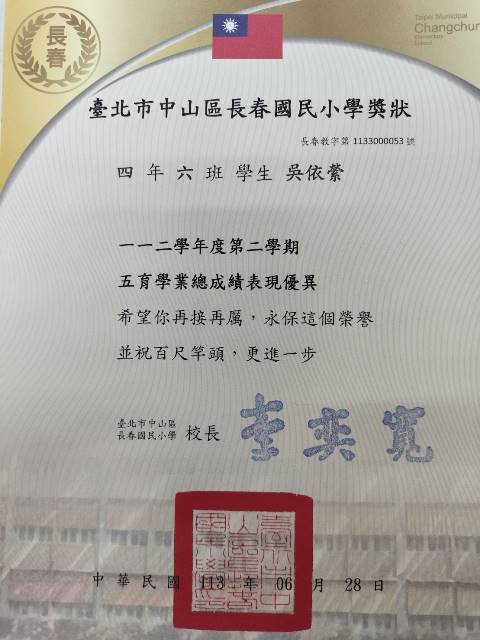 長春
Taipei Municipal
Changchun
Elementary
School
臺北市中山區長春國民小學獎狀
長春教字第 1133000053 號
四年六班 學生 吳依縈
一一二學年度第二學期
五育學業總成績表現優異
希望你再接再厲，永保這個榮譽
並祝百尺竿頭，更進一步
臺北市中山區
長春國民小學 校長 李奕寬
中華民國 113 年 06 月 28 日